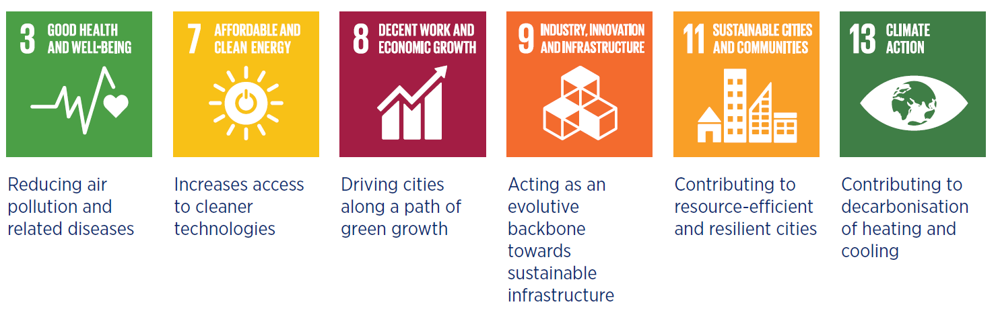 3 GOOD HEALTH
AND WELL-BEING
Reducing air
pollution and
related diseases
7 AFFORDABLE AND
CLEAN ENERGY
Increases access
to cleaner
technologies
8 DECENT WORK AND
ECONOMIC GROWTH
Driving cities
along a path of
green growth
9 INDUSTRY, INNOVATION
AND INFRASTRUCTURE
Acting as an
evolutive
backbone
towards
sustainable
infrastructure
11 SUSTAINABLE CITIES
AND COMMUNITIES
Contributing to
resource-efficient
and resilient cities
13 CLIMATE
ACTION
Contributing to
decarbonisation
of heating and
cooling